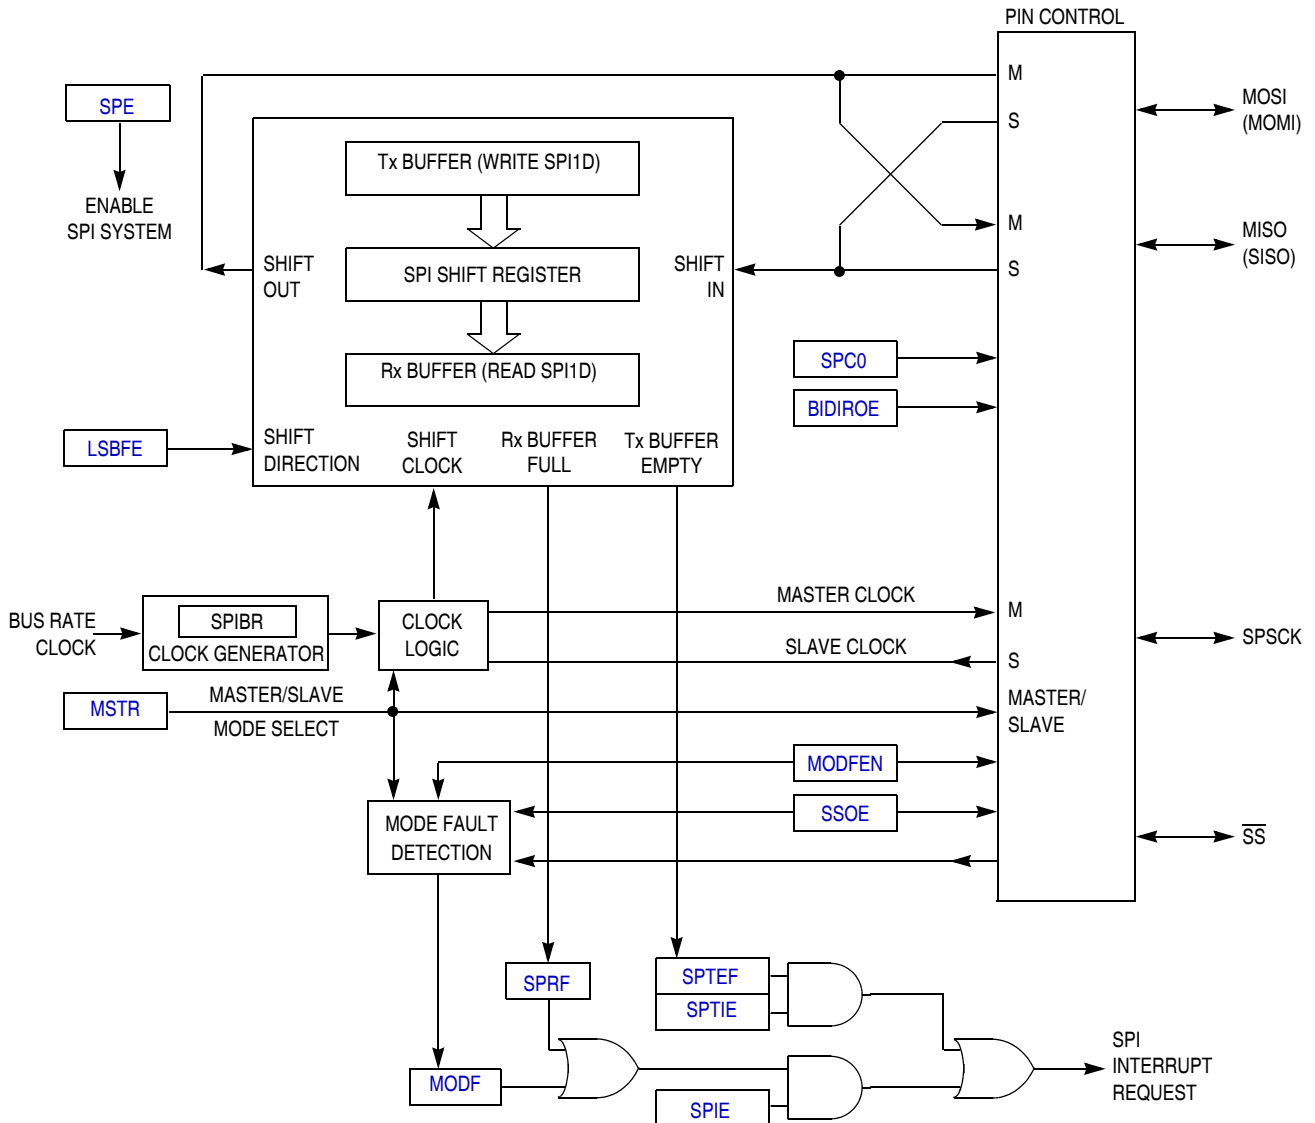 PIN CONTROL
M
MOSI
(MOMI)
SPE
S
Tx BUFFER (WRITE SPI1D)
ENABLE
SPI SYSTEM
M
MISO
(SISO)
SHIFT
OUT
SPI SHIFT REGISTER
SHIFT
IN
S
SPC0
Rx BUFFER (READ SPI1D)
BIDIROE
LSBFE
SHIFT
DIRECTION
SHIFT
CLOCK
Rx BUFFER
FULL
Tx BUFFER
EMPTY
BUS RATE
CLOCK
SPIBR
CLOCK GENERATOR
CLOCK
LOGIC
MASTER CLOCK
M
SLAVE CLOCK
S
SPSCK
MSTR
MASTER/SLAVE
MODE SELECT
MASTER/
SLAVE
MODFEN
SSOE
MODE FAULT
DETECTION
SS
SPRF
SPTEF
SPTIE
MODF
SPIE
SPI
INTERRUPT
REQUEST